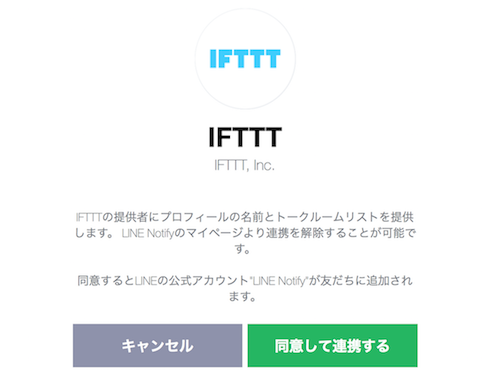 IFTTT
IFTTT
IFTTT, Inc.
IFTTTの提供者にプロフィールの名前とトークルームリストを提供
します。 LINE Notifyのマイページより連携を解除することが可能で
す。
同意するとLINEの公式アカウント"LINE Notify"が友だちに追加され
ます。
キャンセル
同意して連携する